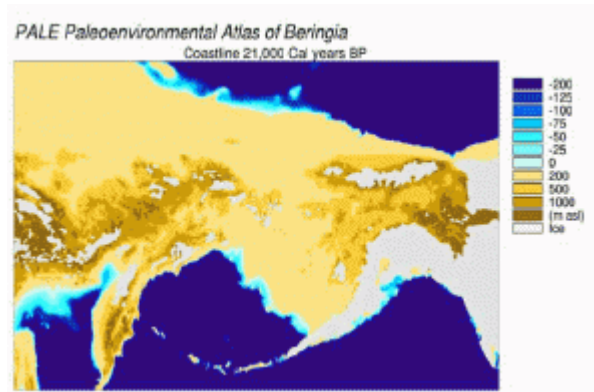 PALE Paleoenvironmental Atlas of Beringia
Coastline 21,000 Cal years BP
-200
-125
-100
-75
-50
-25
0
200
500
1000
(m asl)
Ice